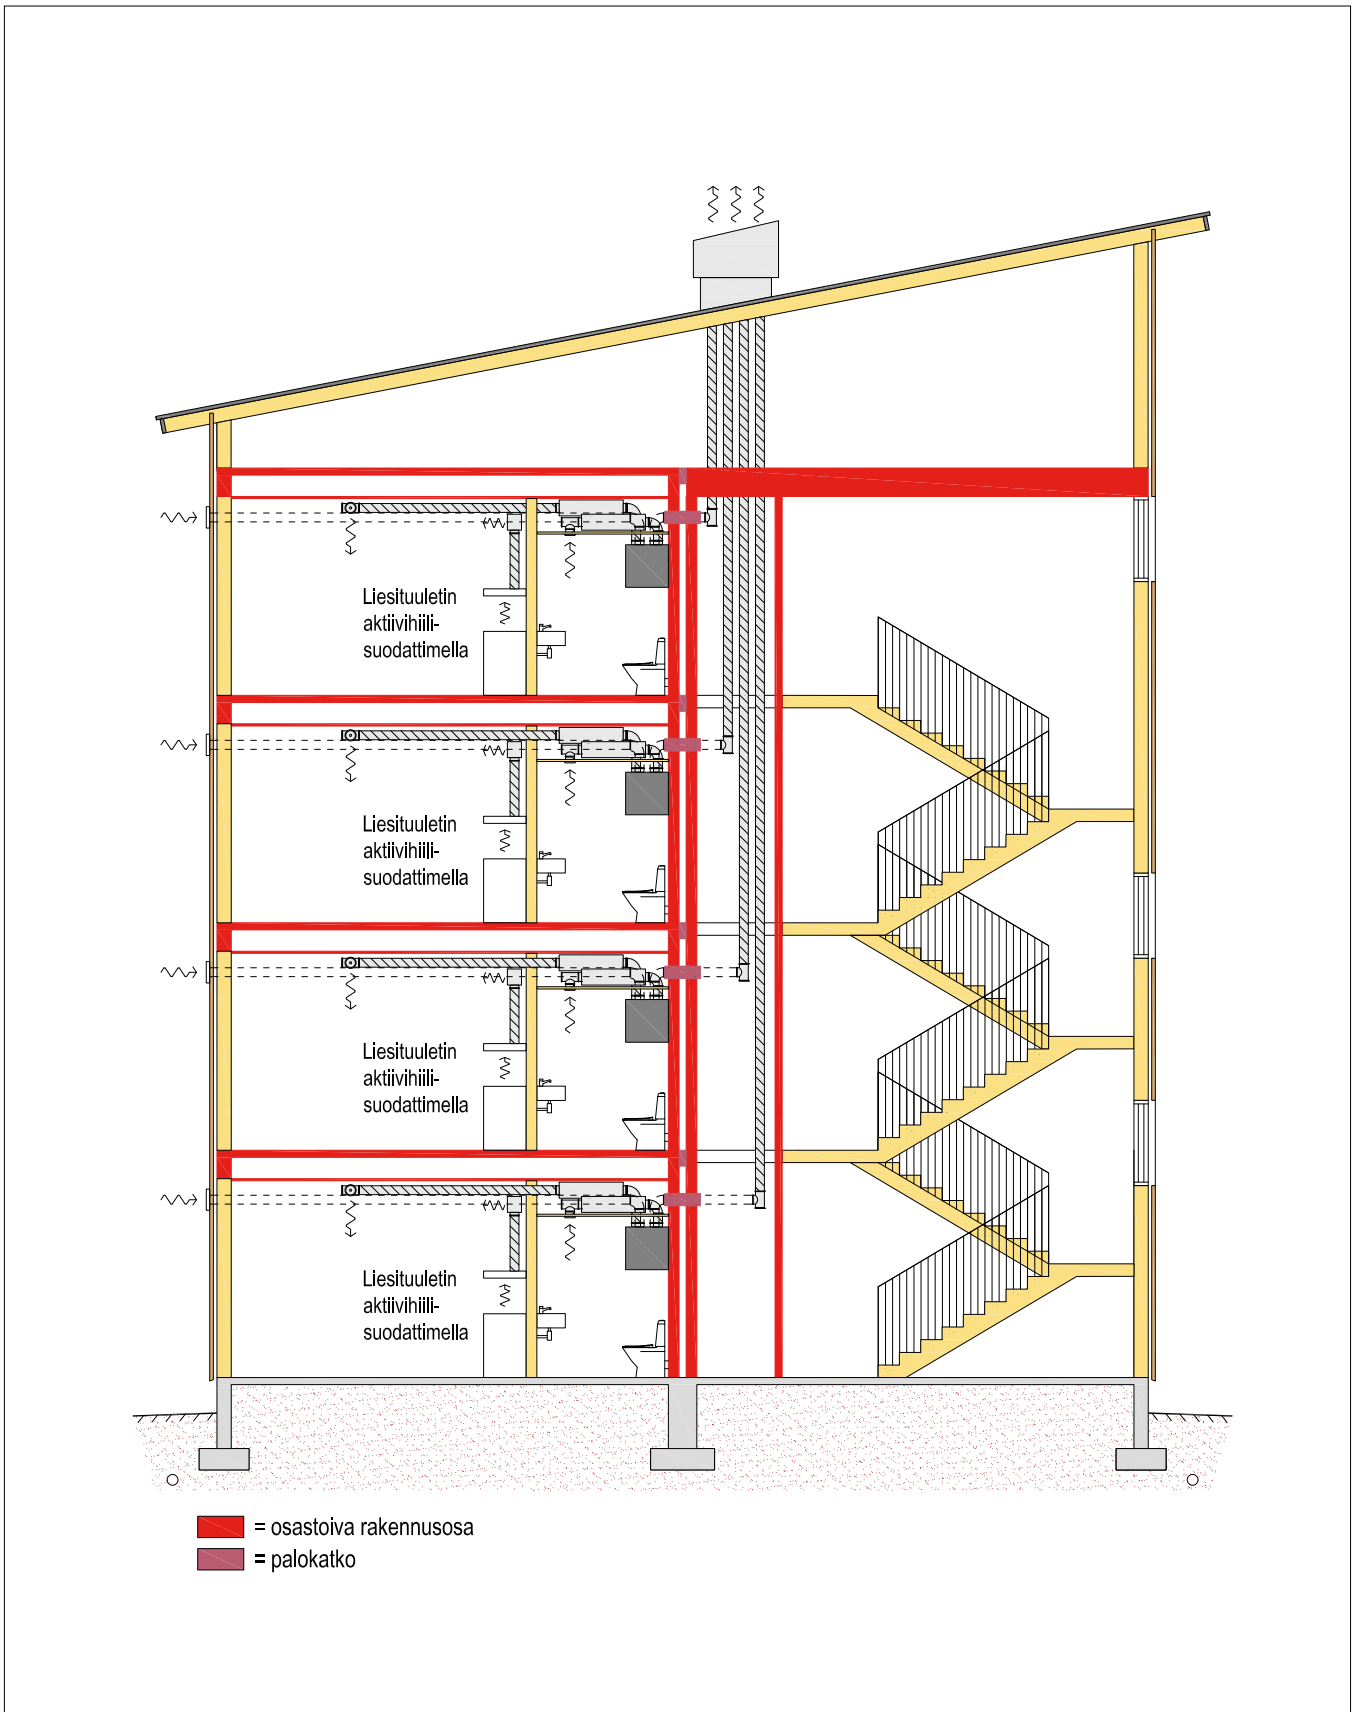 Liesituuletin
aktiivihiili-
suodattimella
Liesituuletin
aktiivihiili-
suodattimella
Liesituuletin
aktiivihiili-
suodattimella
Liesituuletin
aktiivihiili-
suodattimella
= osastoiva rakennusosa
= palokatko